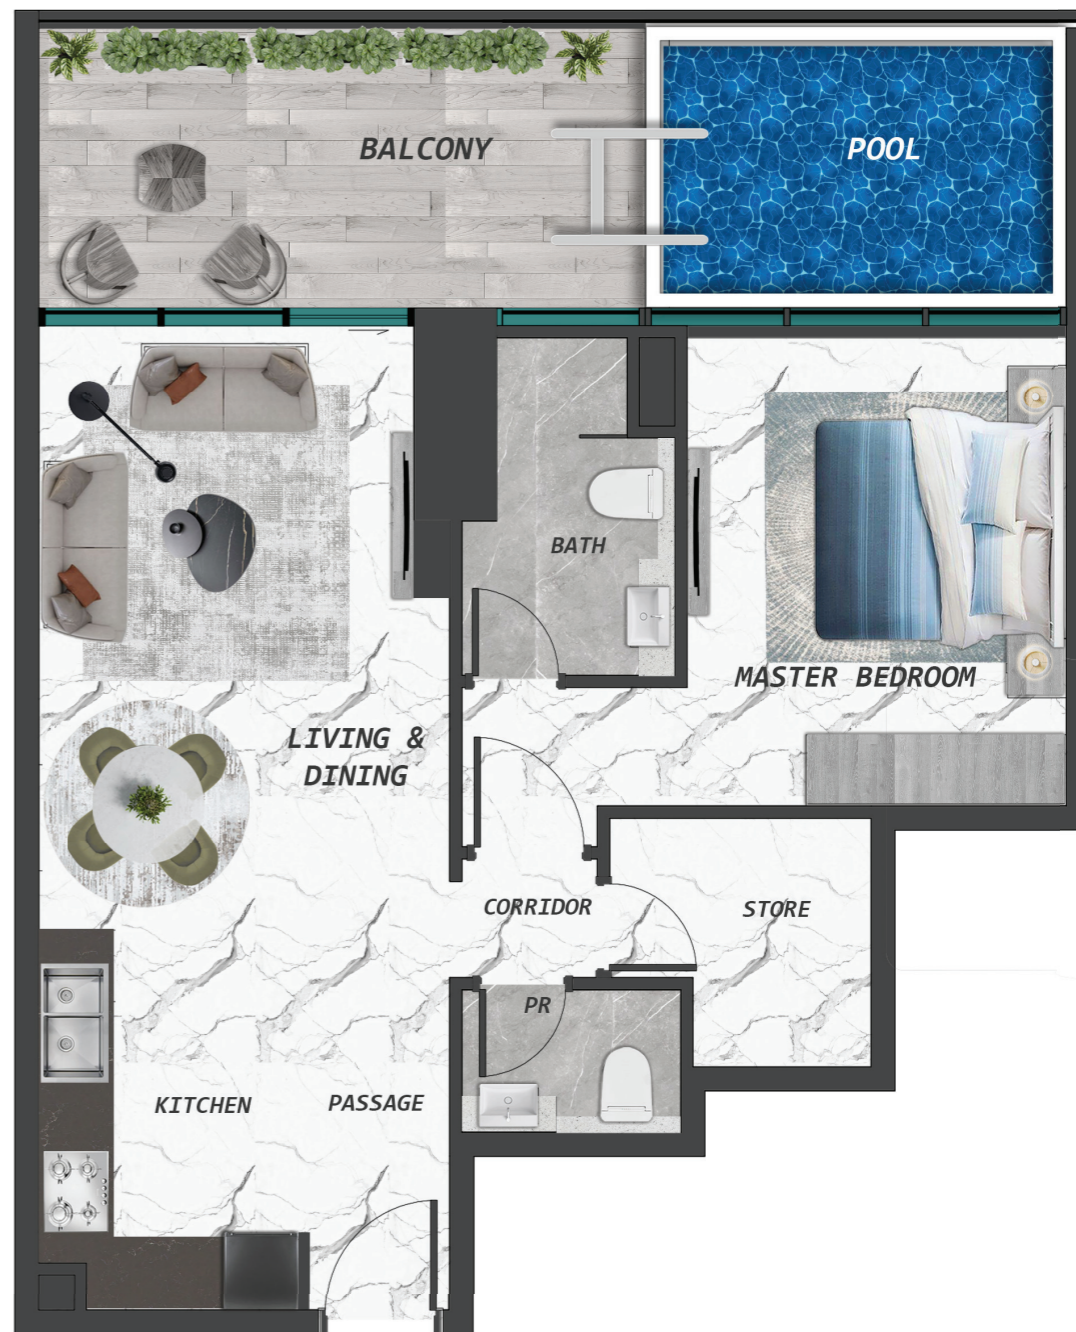 BALCONY
POOL
BATH
MASTER BEDROOM
LIVING &
DINING
CORRIDOR
STORE
PR
KITCHEN
PASSAGE